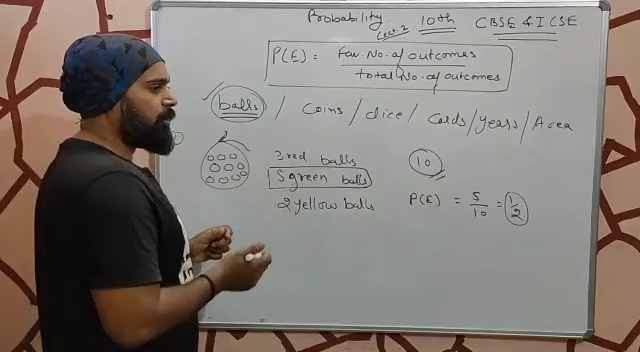 Probability 10th CBSE & ICSE
Lect. 2
P(E) = Fav. No. of outcomes
Total No. of outcomes
balls / Coins / dice / Cards / years / Area
3 red balls
5 green balls
2 yellow balls
10
P(E) = 5/10 = 1/2